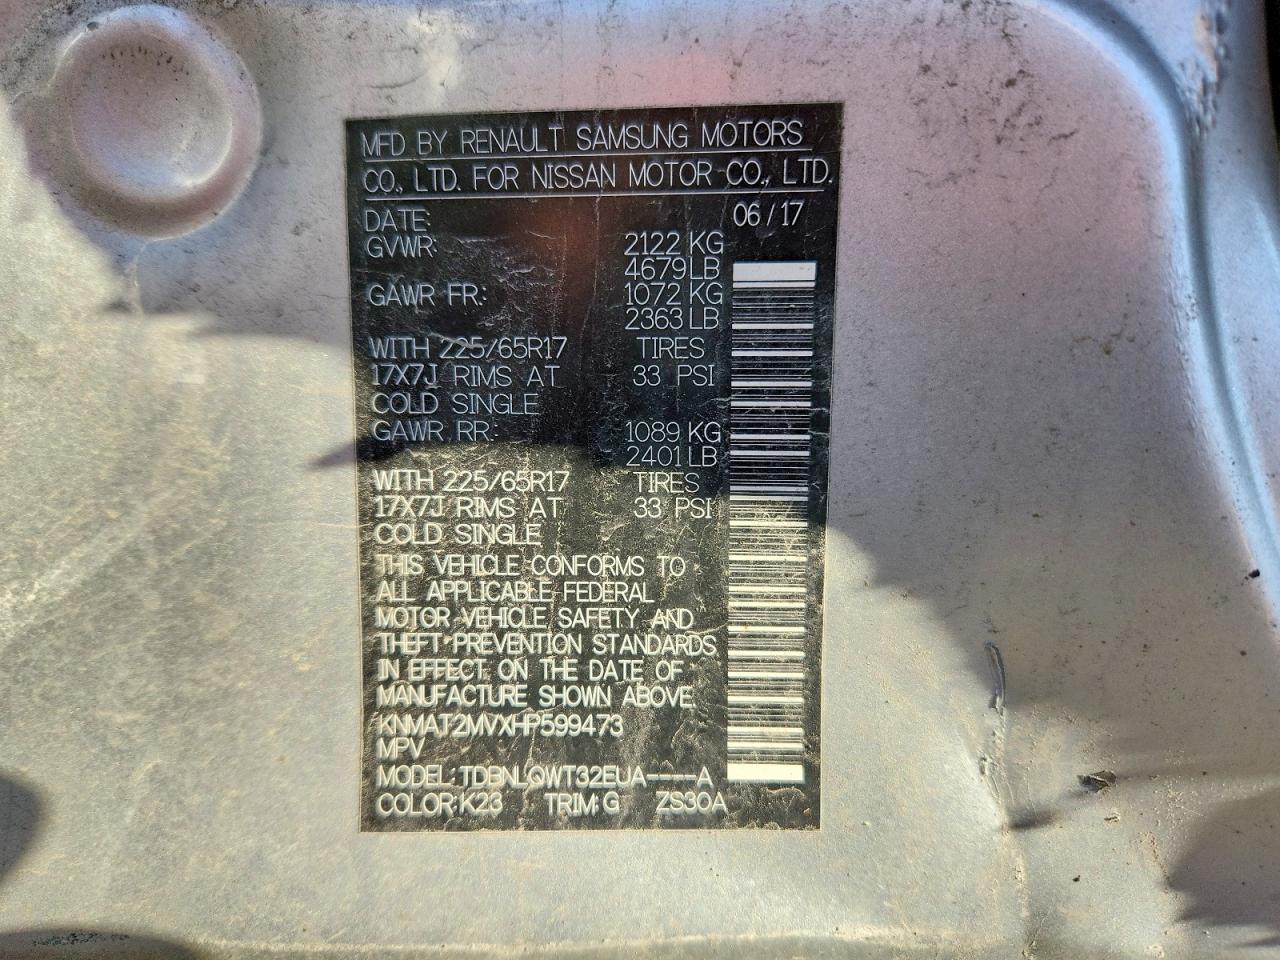 MFD BY RENAULT SAMSUNG MOTORS
CO., LTD. FOR NISSAN MOTOR CO., LTD.
DATE: 06/17
GVWR: 2122 KG
4679 LB
GAWR FR.: 1072 KG
2363 LB
WITH 225/65R17 TIRES
17X7J RIMS AT 33 PSI
COLD SINGLE
GAWR RR: 1089 KG
2401 LB
WITH 225/65R17 TIRES
17X7J RIMS AT 33 PSI
COLD SINGLE
THIS VEHICLE CONFORMS TO
ALL APPLICABLE FEDERAL
MOTOR VEHICLE SAFETY AND
THEFT PREVENTION STANDARDS
IN EFFECT ON THE DATE OF
MANUFACTURE SHOWN ABOVE
KNMAT2MVXHP599473
MPV
MODEL: TDBNLQWT32EUA----A
COLOR: K23 TRIM: G ZS30A